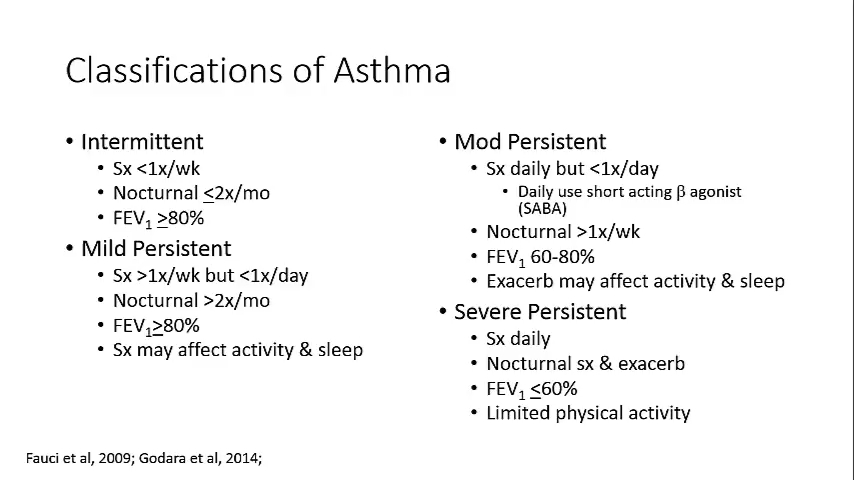 Classifications of Asthma
• Intermittent
• Sx <1x/wk
• Nocturnal ≤2x/mo
• FEV₁ ≥80%
• Mild Persistent
• Sx >1x/wk but <1x/day
• Nocturnal >2x/mo
• FEV₁≥80%
• Sx may affect activity & sleep
• Mod Persistent
• Sx daily but <1x/day
• Daily use short acting β agonist
(SABA)
• Nocturnal >1x/wk
• FEV₁ 60-80%
• Exacerb may affect activity & sleep
• Severe Persistent
• Sx daily
• Nocturnal sx & exacerb
• FEV₁ ≤60%
• Limited physical activity
Fauci et al, 2009; Godara et al, 2014;